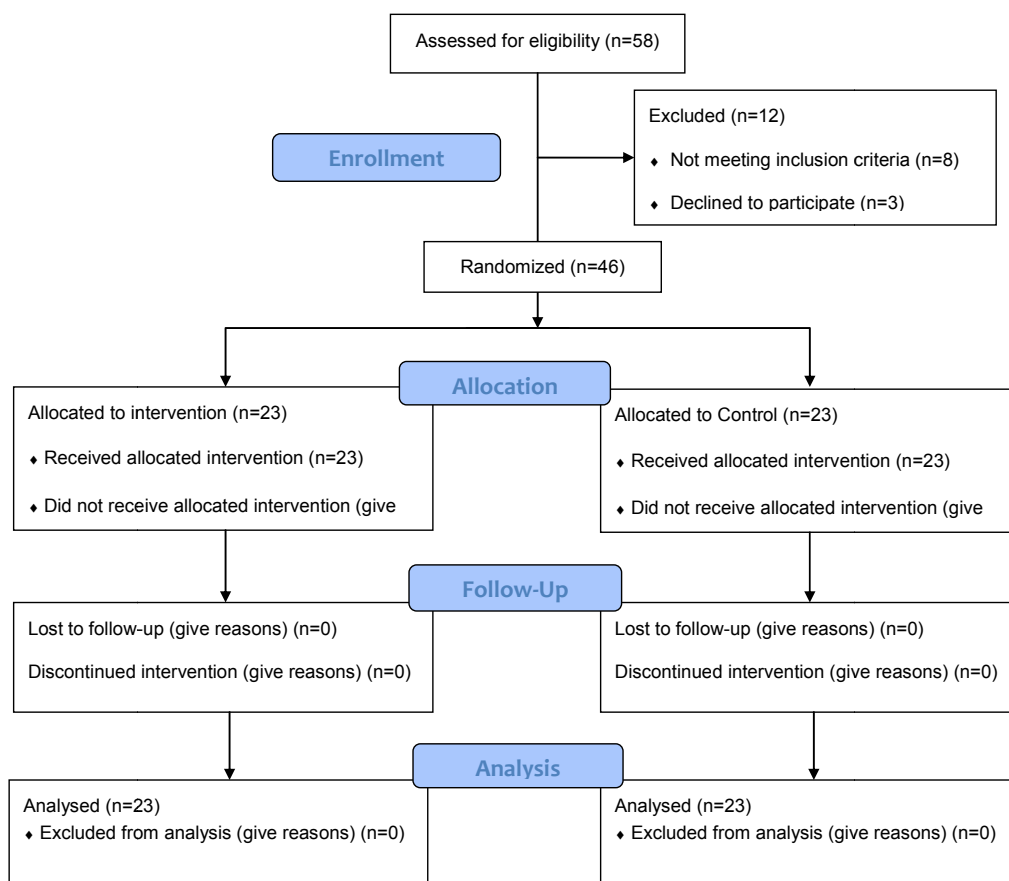 Assessed for eligibility (n=58)
Enrollment
Excluded (n=12)
♦ Not meeting inclusion criteria (n=8)
♦ Declined to participate (n=3)
Randomized (n=46)
Allocation
Allocated to intervention (n=23)
♦ Received allocated intervention (n=23)
♦ Did not receive allocated intervention (give
Allocated to Control (n=23)
♦ Received allocated intervention (n=23)
♦ Did not receive allocated intervention (give
Follow-Up
Lost to follow-up (give reasons) (n=0)
Discontinued intervention (give reasons) (n=0)
Lost to follow-up (give reasons) (n=0)
Discontinued intervention (give reasons) (n=0)
Analysis
Analysed (n=23)
♦ Excluded from analysis (give reasons) (n=0)
Analysed (n=23)
♦ Excluded from analysis (give reasons) (n=0)